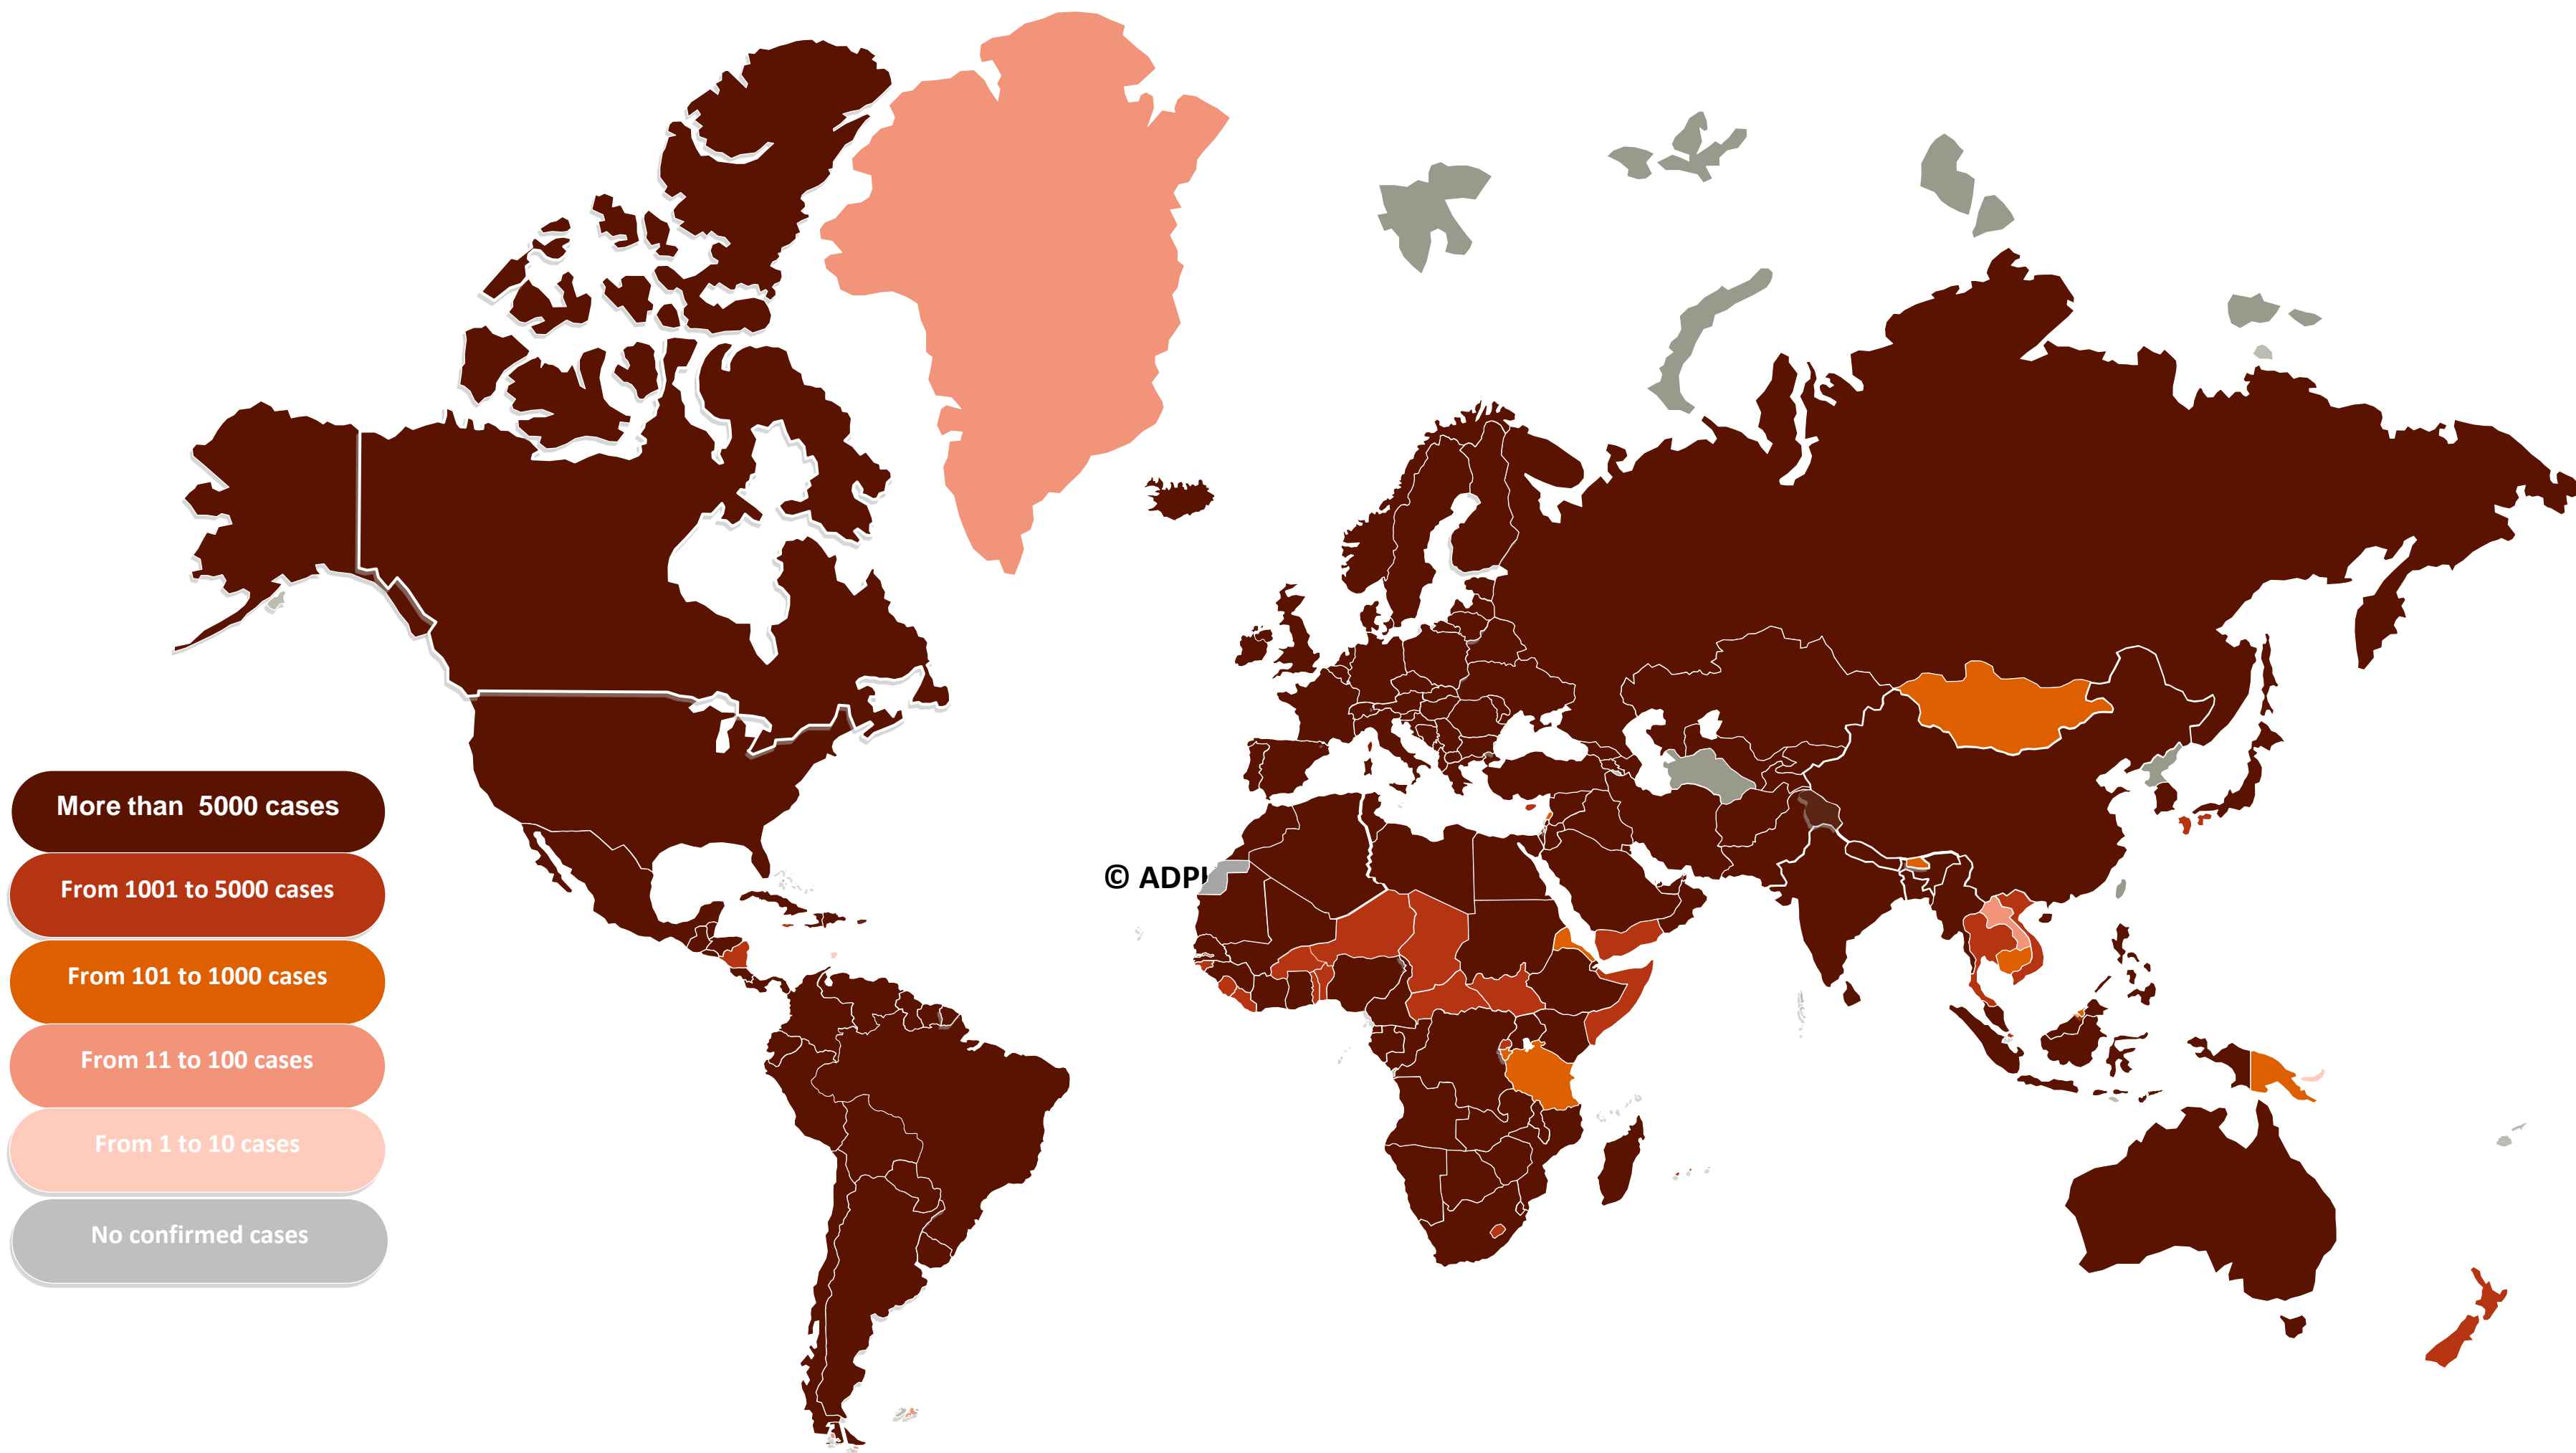 © ADPH
More than 5000 cases
From 1001 to 5000 cases
From 101 to 1000 cases
From 11 to 100 cases
From 1 to 10 cases
No confirmed cases